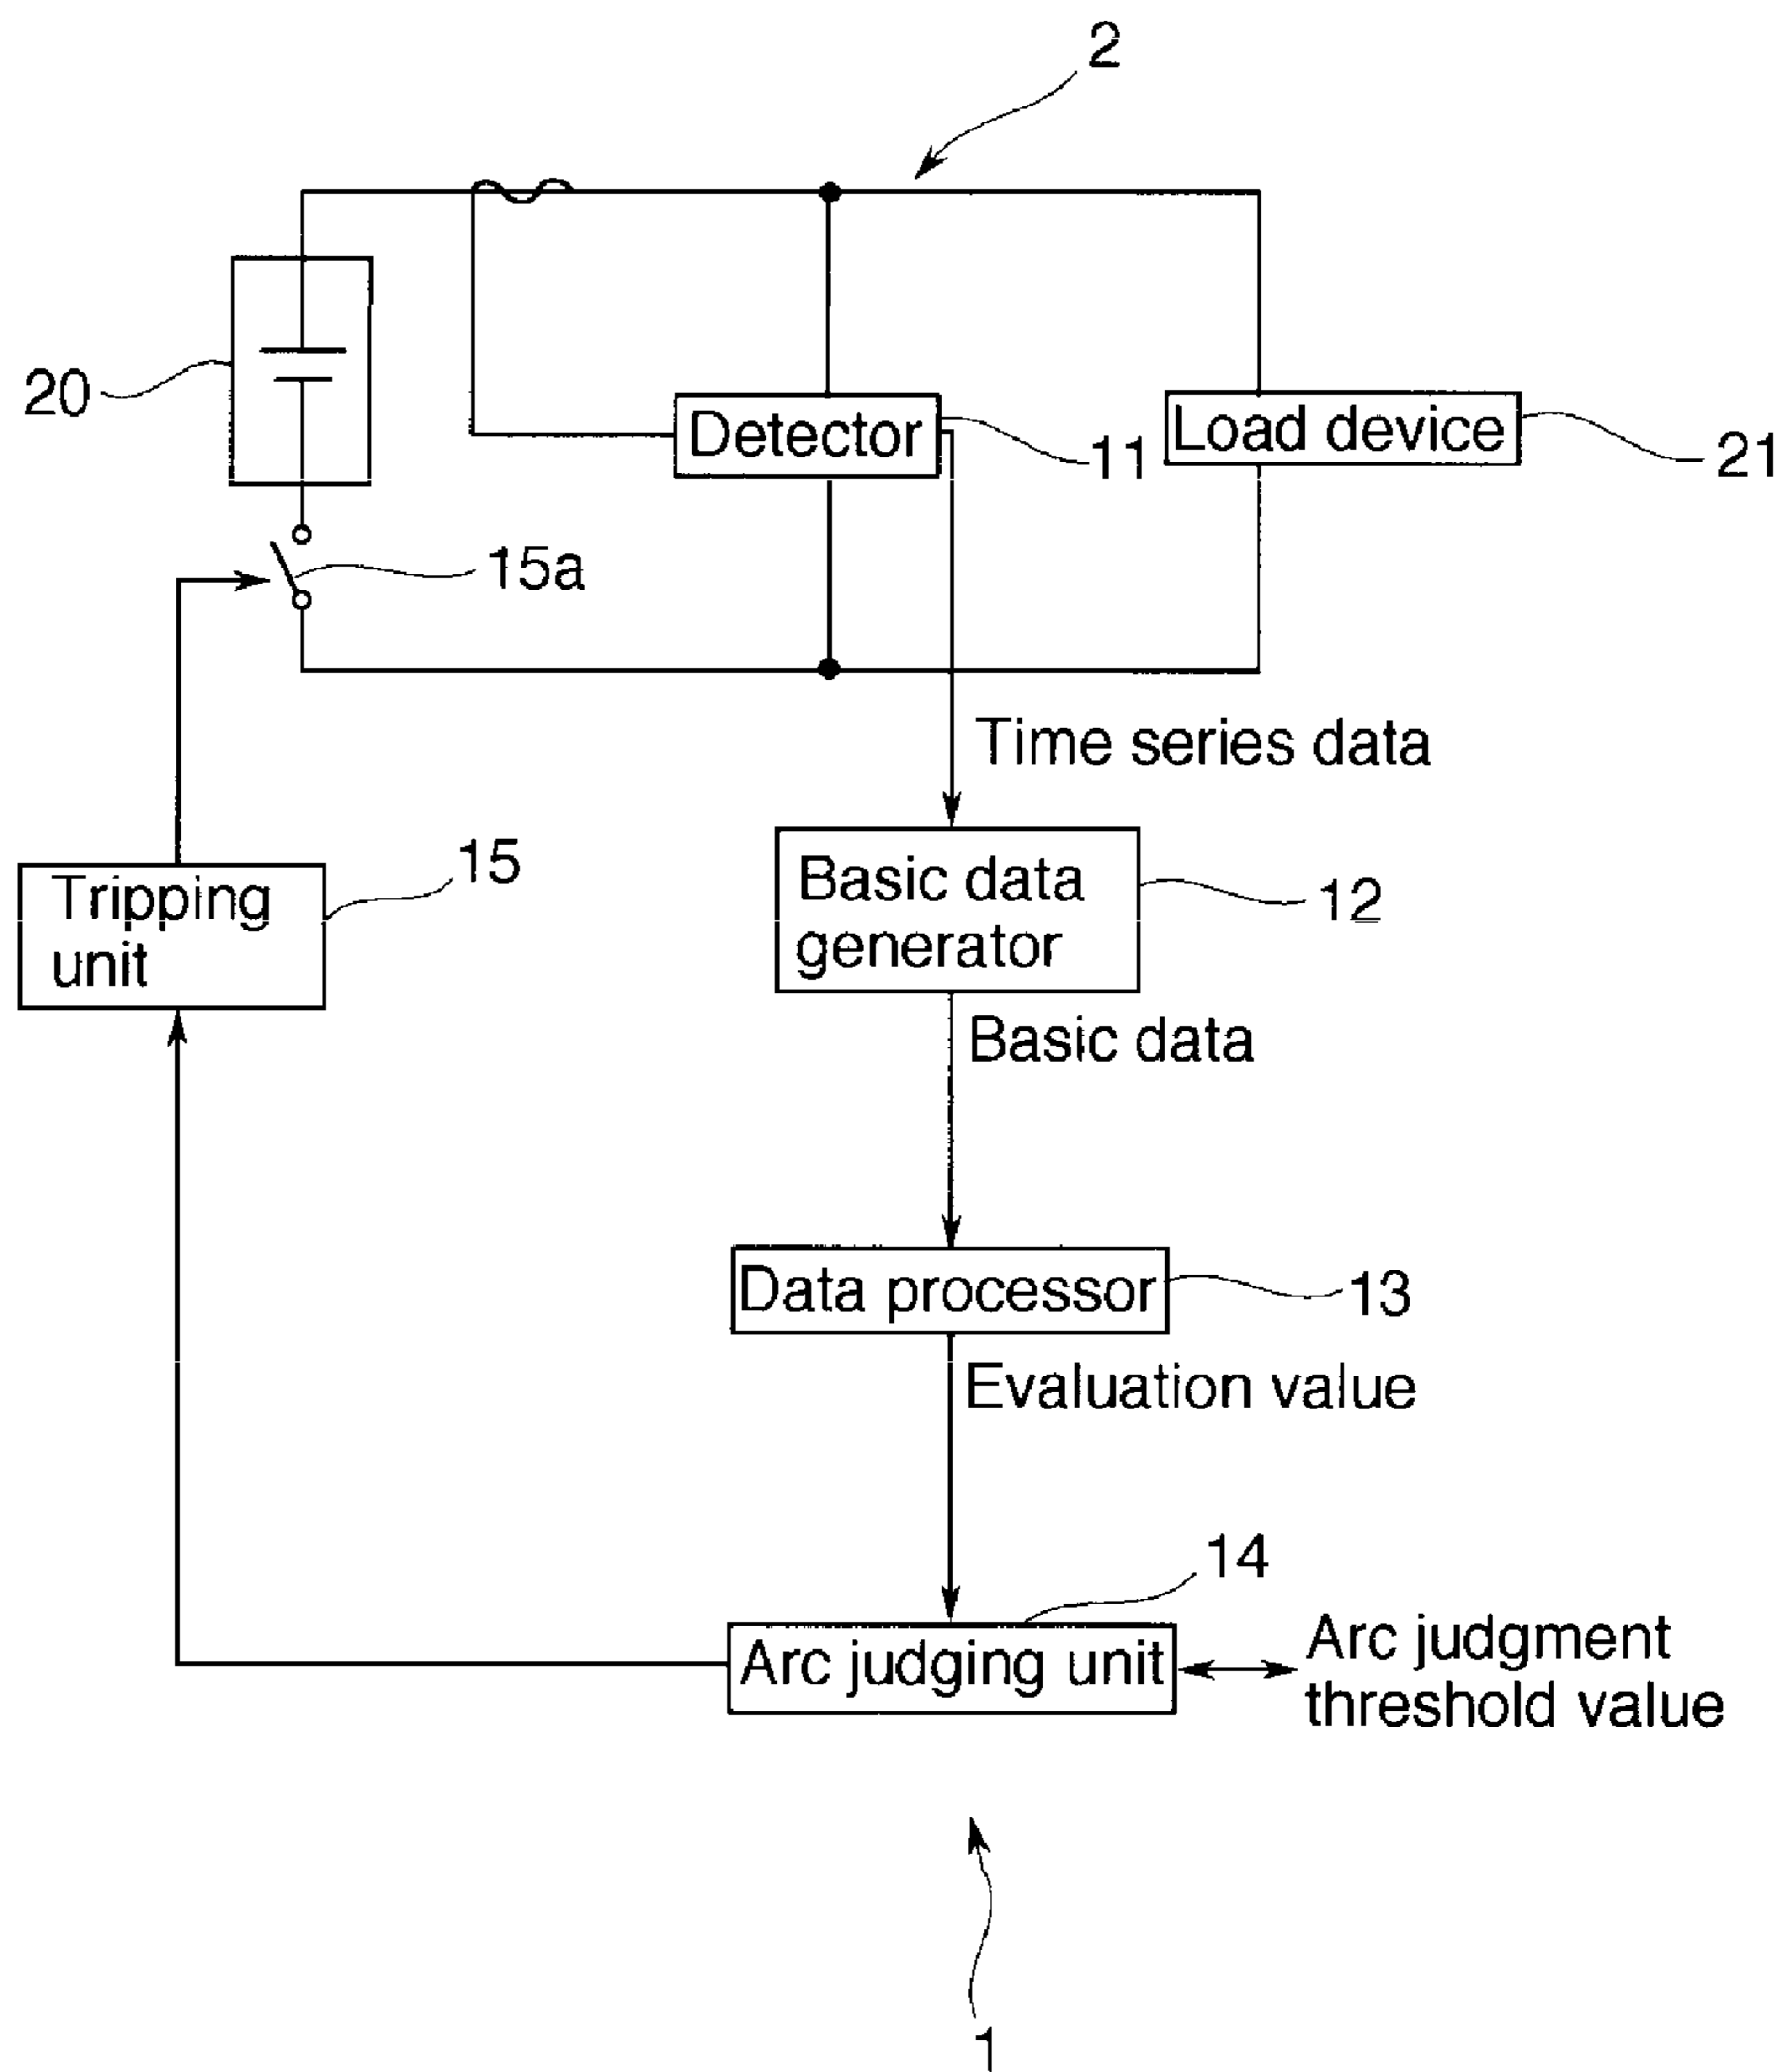 2
20
Detector
11
Load device
21
15a
Time series data
Tripping
unit
15
Basic data
generator
12
Basic data
Data processor
13
Evaluation value
14
Arc judging unit
Arc judgment
threshold value
1